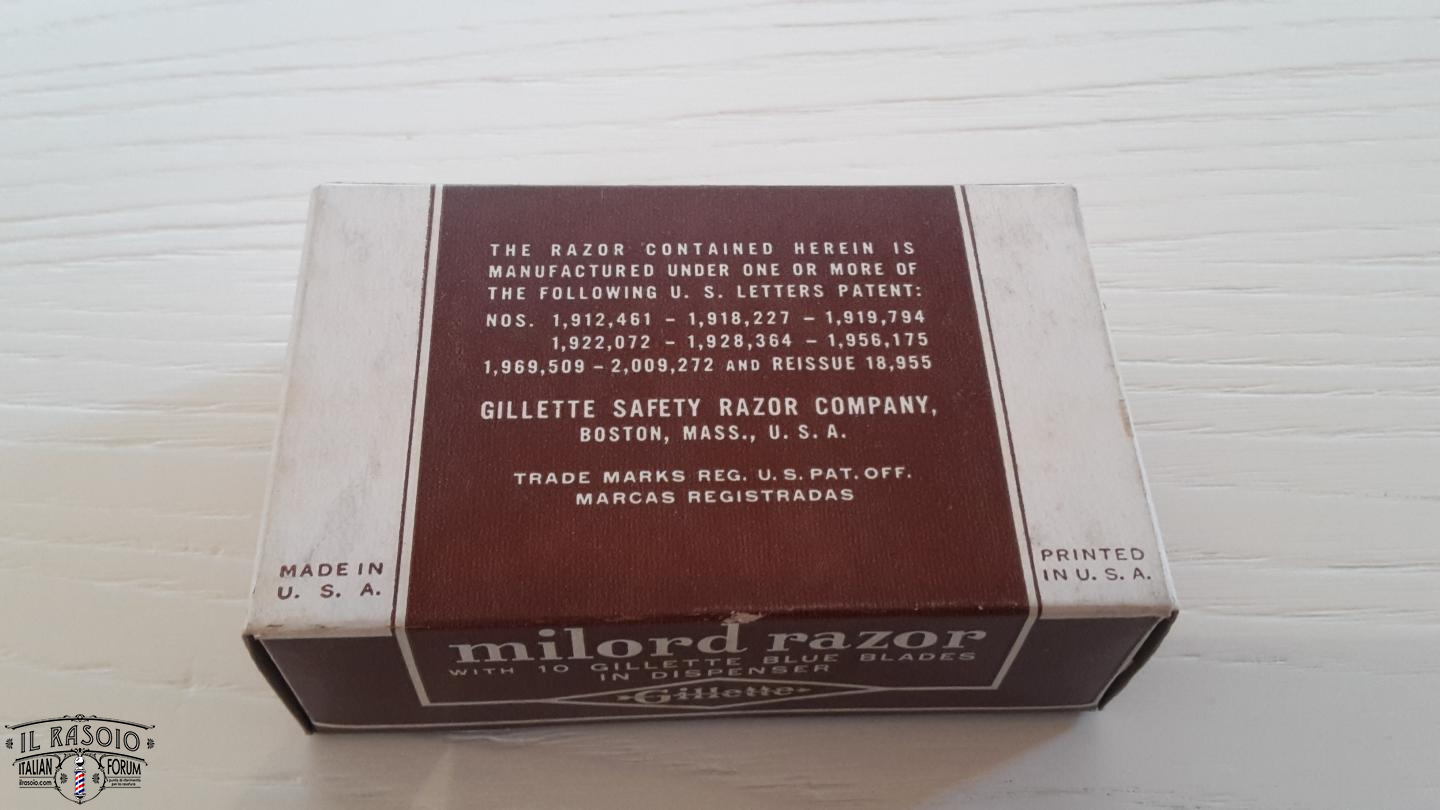 THE RAZOR CONTAINED HEREIN IS
MANUFACTURED UNDER ONE OR MORE OF
THE FOLLOWING U. S. LETTERS PATENT:
NOS. 1,912,461 – 1,918,227 – 1,919,794
1,922,072 – 1,928,364 – 1,956,175
1,969,509 – 2,009,272 AND REISSUE 18,955
GILLETTE SAFETY RAZOR COMPANY,
BOSTON, MASS., U. S. A.
TRADE MARKS REG. U. S. PAT. OFF.
MARCAS REGISTRADAS
MADE IN
U. S. A.
PRINTED
IN U. S. A.
milord razor
WITH 10 GILLETTE BLUE BLADES
IN DISPENSER
Gillette
IL RASOIO
ITALIAN FORUM
ilrasoio.com